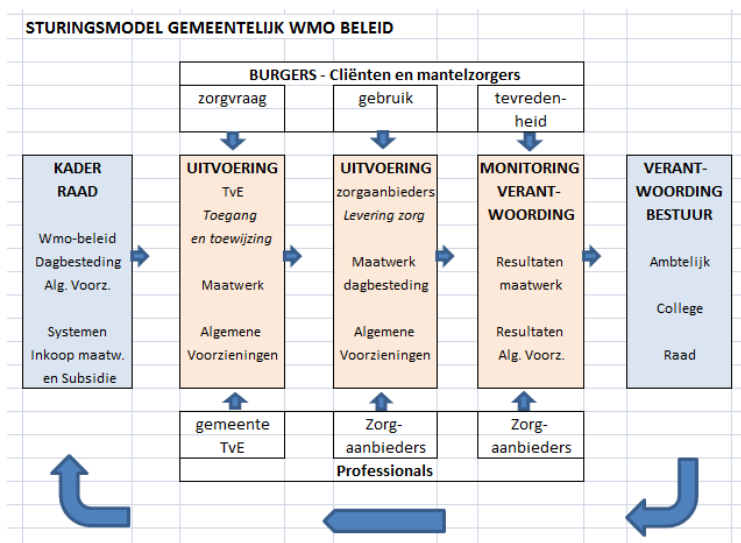 STURINGSMODEL GEMEENTELIJK WMO BELEID
BURGERS - Cliënten en mantelzorgers
zorgvraag
gebruik
tevreden-
heid
KADER
RAAD
Wmo-beleid
Dagbesteding
Alg. Voorz.
Systemen
Inkoop maatw.
en Subsidie
UITVOERING
TvE
Toegang
en toewijzing
Maatwerk
Algemene
Voorzieningen
UITVOERING
zorgaanbieders
Levering zorg
Maatwerk
dagbesteding
Algemene
Voorzieningen
MONITORING
VERANT-
WOORDING
Resultaten
maatwerk
Resultaten
Alg. Voorz.
VERANT-
WOORDING
BESTUUR
Ambtelijk
College
Raad
gemeente
TvE
Zorg-
aanbieders
Zorg-
aanbieders
Professionals